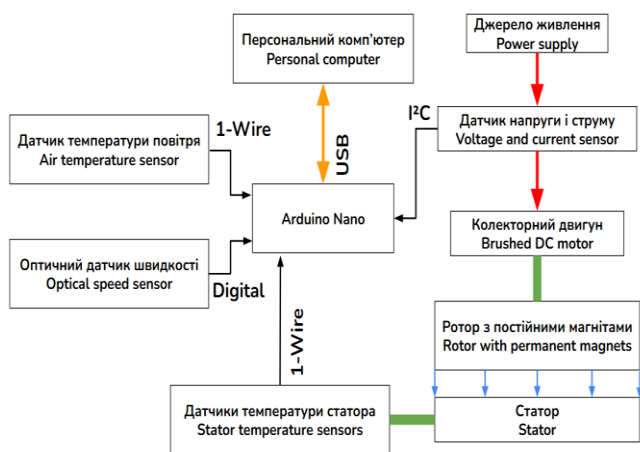 Персональний комп'ютер
Personal computer
Джерело живлення
Power supply
I²C
Датчик температури повітря
Air temperature sensor
1-Wire
USB
Датчик напруги і струму
Voltage and current sensor
Arduino Nano
Колекторний двигун
Brushed DC motor
Оптичний датчик швидкості
Optical speed sensor
Digital
1-Wire
Ротор з постійними магнітами
Rotor with permanent magnets
Датчики температури статора
Stator temperature sensors
Статор
Stator